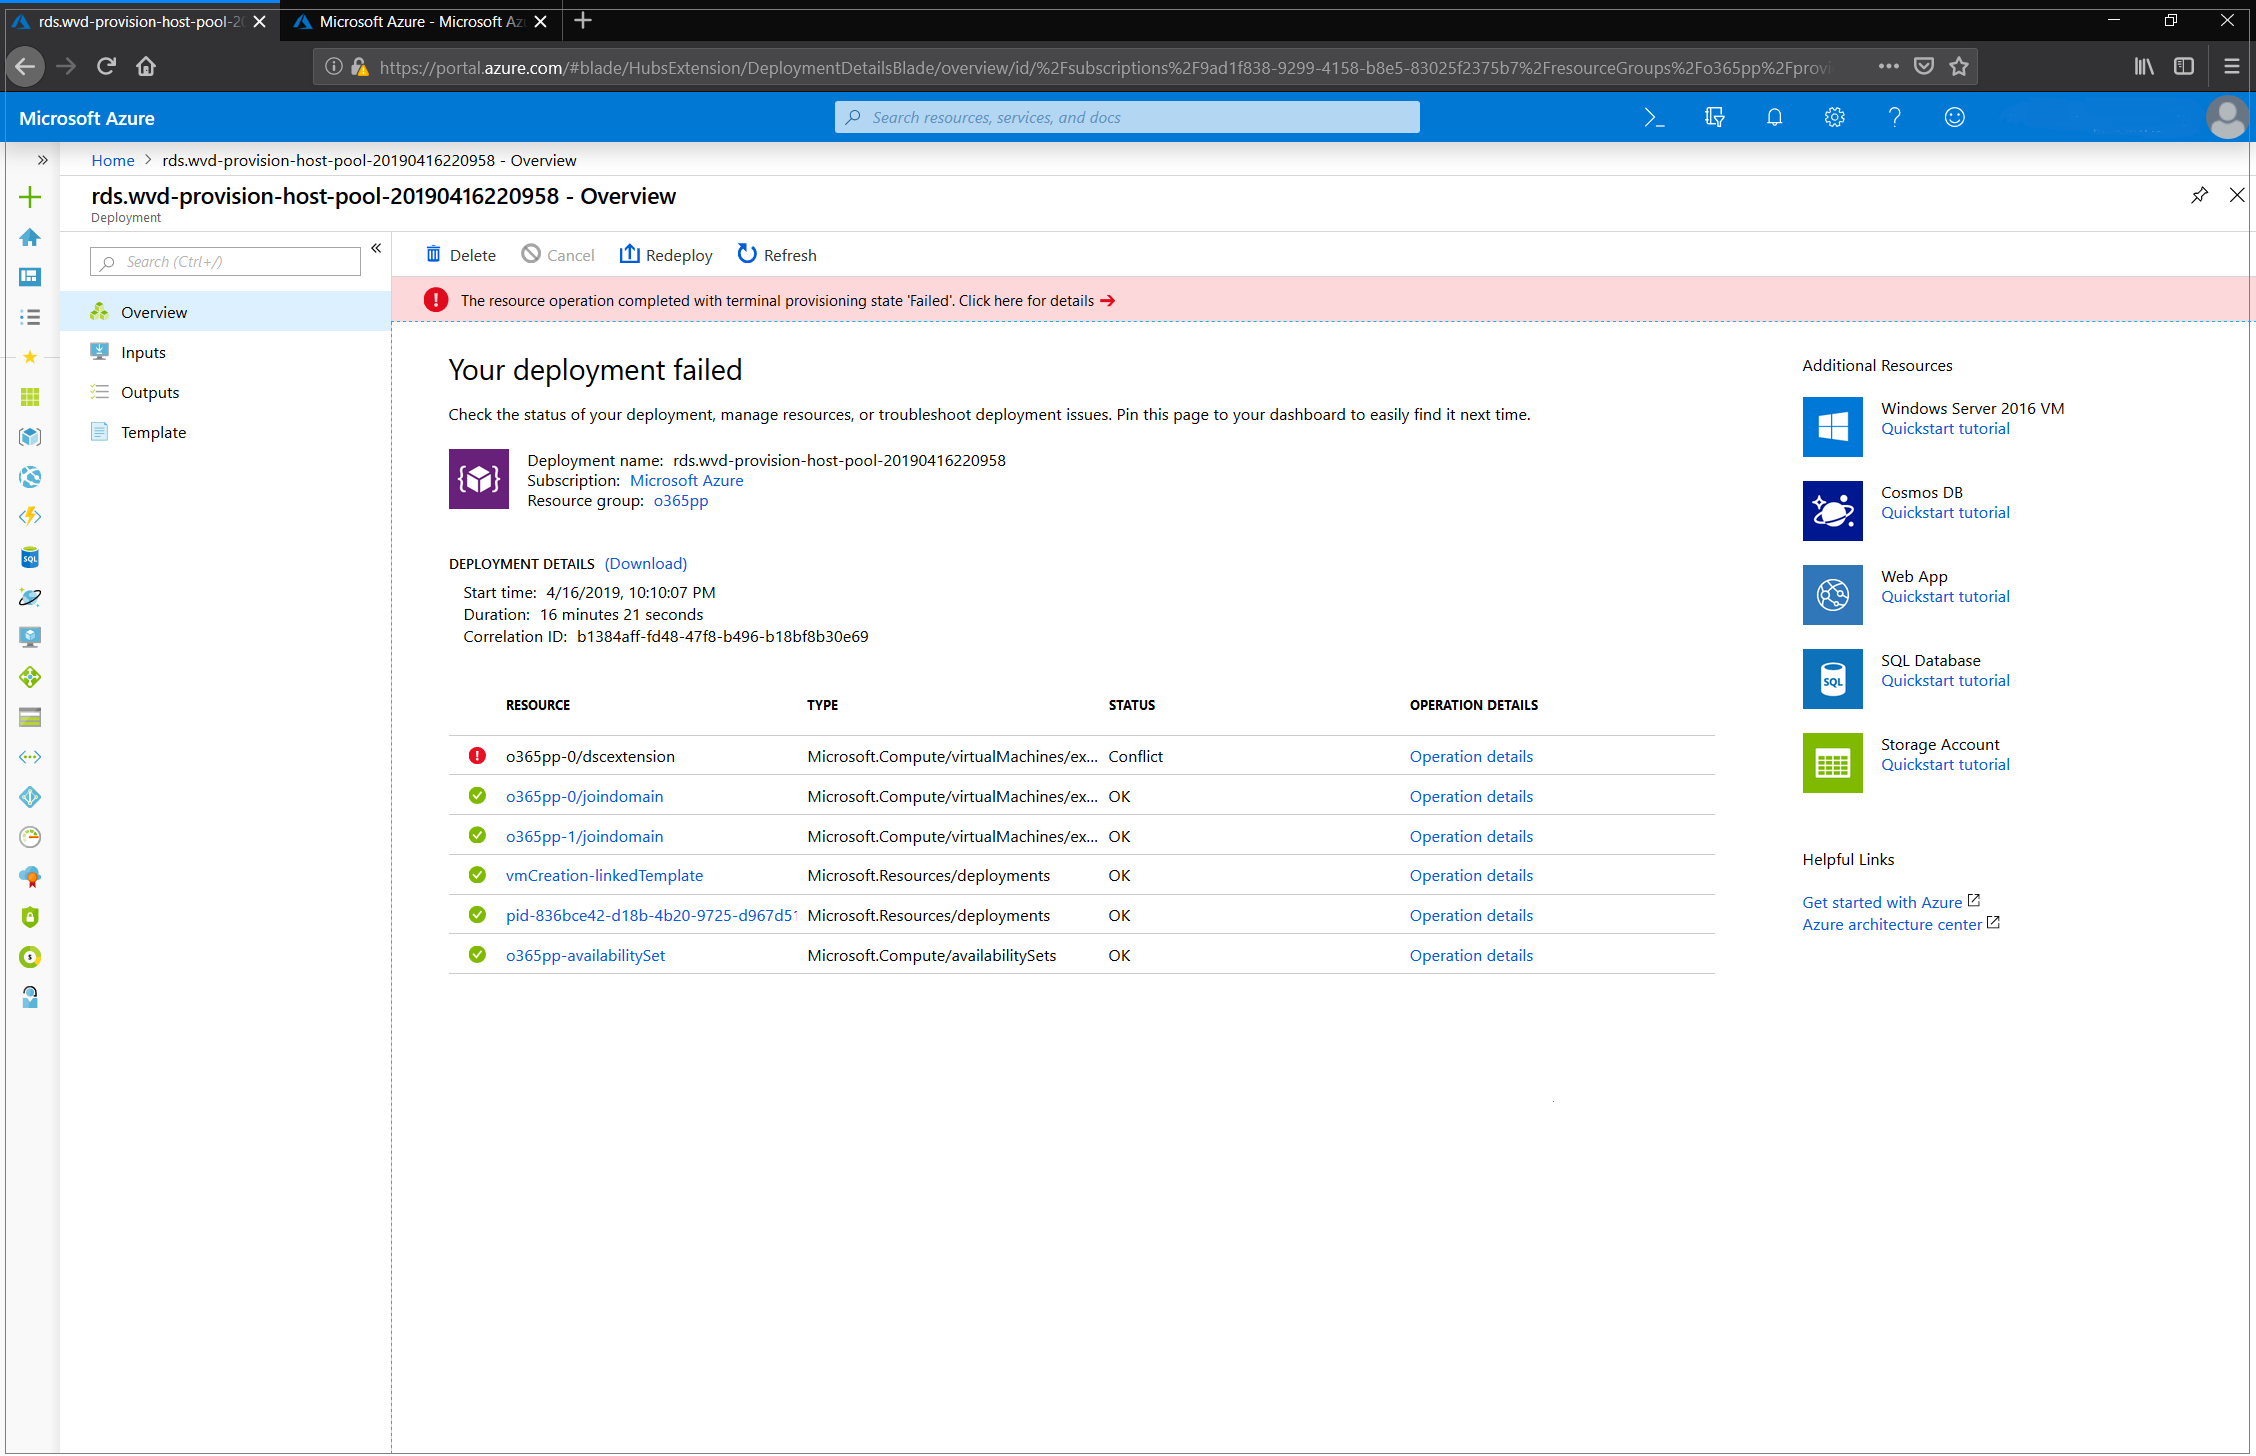 rds.wvd-provision-host-pool-20
Microsoft Azure - Microsoft Az
https://portal.azure.com/#blade/HubsExtension/DeploymentDetailsBlade/overview/id/%2Fsubscriptions%2F9ad1f838-9299-4158-b8e5-83025f2375b7%2FresourceGroups%2Fo365pp%2Fprovi
Microsoft Azure
Search resources, services, and docs
Home > rds.wvd-provision-host-pool-20190416220958 - Overview
rds.wvd-provision-host-pool-20190416220958 - Overview
Deployment
Search (Ctrl+/)
Overview
Inputs
Outputs
Template
Delete
Cancel
Redeploy
Refresh
The resource operation completed with terminal provisioning state 'Failed'. Click here for details →
Your deployment failed
Check the status of your deployment, manage resources, or troubleshoot deployment issues. Pin this page to your dashboard to easily find it next time.
Deployment name: rds.wvd-provision-host-pool-20190416220958
Subscription: Microsoft Azure
Resource group: o365pp
DEPLOYMENT DETAILS (Download)
Start time: 4/16/2019, 10:10:07 PM
Duration: 16 minutes 21 seconds
Correlation ID: b1384aff-fd48-47f8-b496-b18bf8b30e69
RESOURCE TYPE STATUS OPERATION DETAILS
o365pp-0/dscextension Microsoft.Compute/virtualMachines/ex... Conflict Operation details
o365pp-0/joindomain Microsoft.Compute/virtualMachines/ex... OK Operation details
o365pp-1/joindomain Microsoft.Compute/virtualMachines/ex... OK Operation details
vmCreation-linkedTemplate Microsoft.Resources/deployments OK Operation details
pid-836bce42-d18b-4b20-9725-d967d51 Microsoft.Resources/deployments OK Operation details
o365pp-availabilitySet Microsoft.Compute/availabilitySets OK Operation details
Additional Resources
Windows Server 2016 VM
Quickstart tutorial
Cosmos DB
Quickstart tutorial
Web App
Quickstart tutorial
SQL
SQL Database
Quickstart tutorial
Storage Account
Quickstart tutorial
Helpful Links
Get started with Azure
Azure architecture center